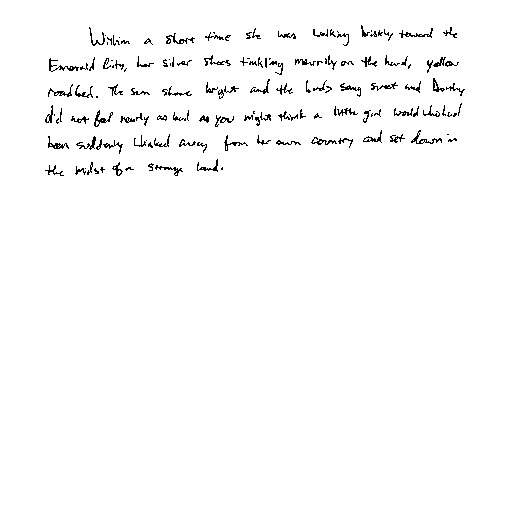 Within a short time she was walking briskly toward the
Emerald City, her silver shoes tinkling merrily on the hard, yellow
roadbed. The sun shone bright and the birds sang sweet and Dorothy
did not feel nearly as bad as you might think a little girl would who had
been suddenly whisked away from her own country and set down in
the midst of a strange land.